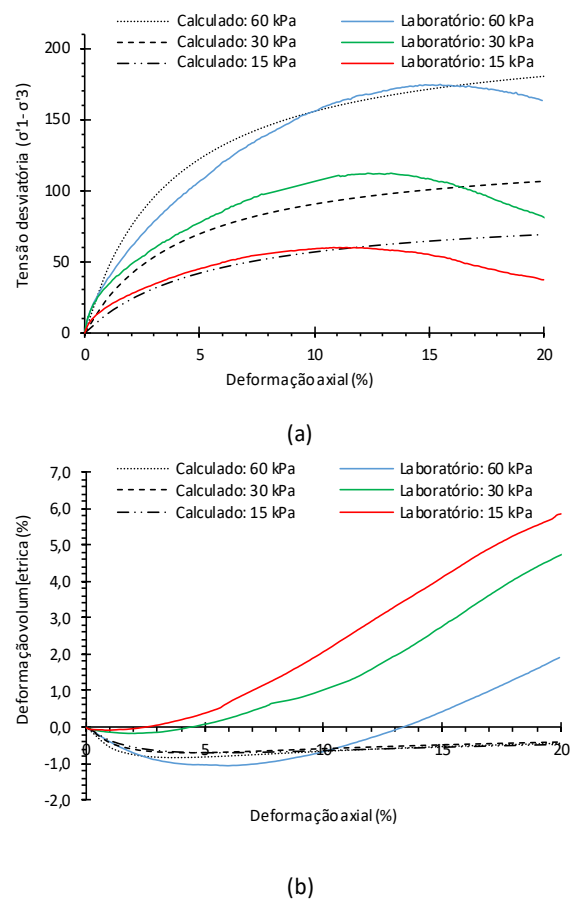 Calculado: 60 kPa Laboratório: 60 kPa
Calculado: 30 kPa Laboratório: 30 kPa
Calculado: 15 kPa Laboratório: 15 kPa
Tensão desviatória (σ'1- σ'3)
200
150
100
50
0
0 5 10 15 20
Deformação axial (%)
(a)
Calculado: 60 kPa Laboratório: 60 kPa
Calculado: 30 kPa Laboratório: 30 kPa
Calculado: 15 kPa Laboratório: 15 kPa
Deformação volum[etrica (%)
7,0
6,0
5,0
4,0
3,0
2,0
1,0
0,0
-1,0
-2,0
0 5 10 15 20
Deformação axial (%)
(b)